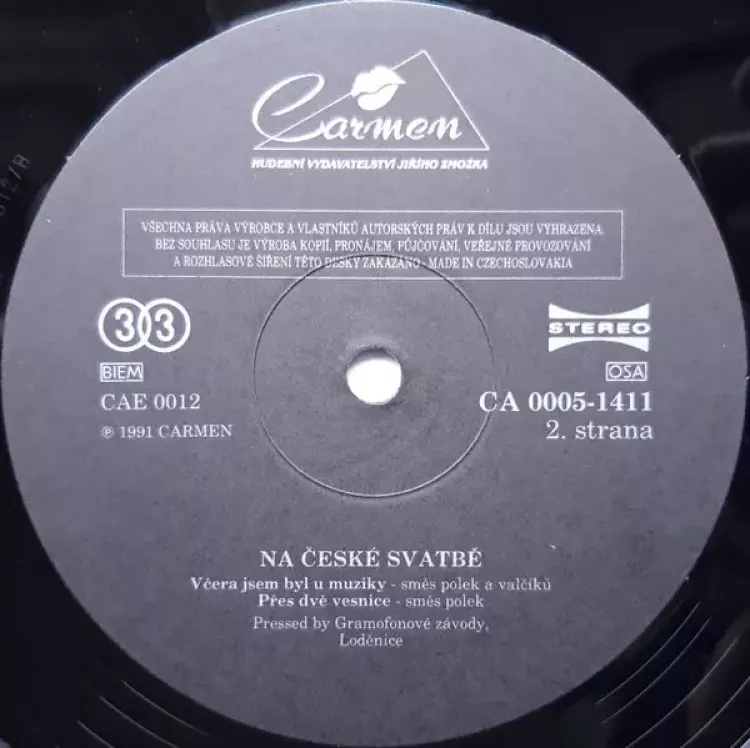 Carmen
HUDEBNÍ VYDAVATELSTVÍ JIŘÍHO ZMOŽKA
VŠECHNA PRÁVA VÝROBCE A VLASTNÍKŮ AUTORSKÝCH PRÁV K DÍLU JSOU VYHRAZENA.
BEZ SOUHLASU JE VÝROBA KOPIÍ, PRONÁJEM, PŮJČOVÁNÍ, VEŘEJNÉ PROVOZOVÁNÍ
A ROZHLASOVÉ ŠÍŘENÍ TÉTO DESKY ZAKÁZÁNO - MADE IN CZECHOSLOVAKIA
33
STEREO
BIEM
OSA
CAE 0012
CA 0005-1411
℗ 1991 CARMEN
2. strana
NA ČESKÉ SVATBĚ
Včera jsem byl u muziky - směs polek a valčíků
Přes dvě vesnice - směs polek
Pressed by Gramofonové závody,
Loděnice